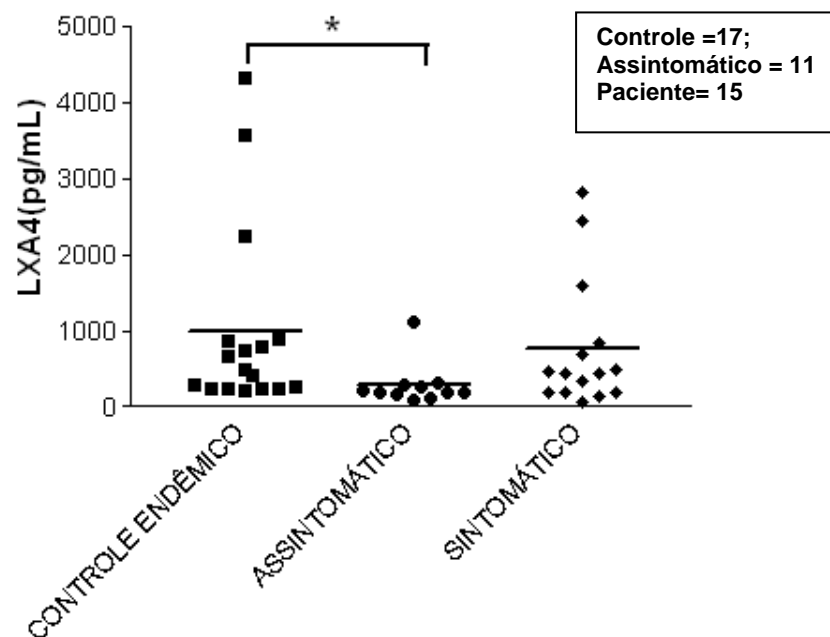 5000
*
Controle =17;
Assintomático = 11
Paciente= 15
4000
3000
2000
1000
0
LXA4(pg/mL)
CONTROLE ENDÊMICO
ASSINTOMÁTICO
SINTOMÁTICO